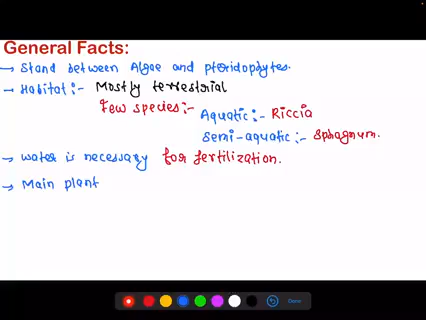 General Facts:
→ Stand between Algae and pteridophytes.
→ Habitat:- Mostly terrestrial
Few species:- Aquatic:- Riccia
Semi-aquatic:- Sphagnum.
→ Water is necessary for fertilization.
→ Main plant
Done